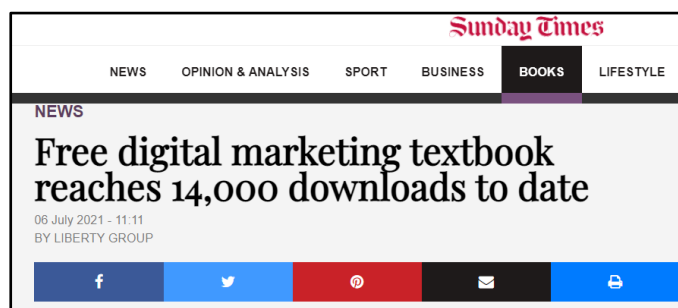 Sunday Times
NEWS OPINION & ANALYSIS SPORT BUSINESS BOOKS LIFESTYLE
NEWS
Free digital marketing textbook
reaches 14,000 downloads to date
06 July 2021 - 11:11
BY LIBERTY GROUP